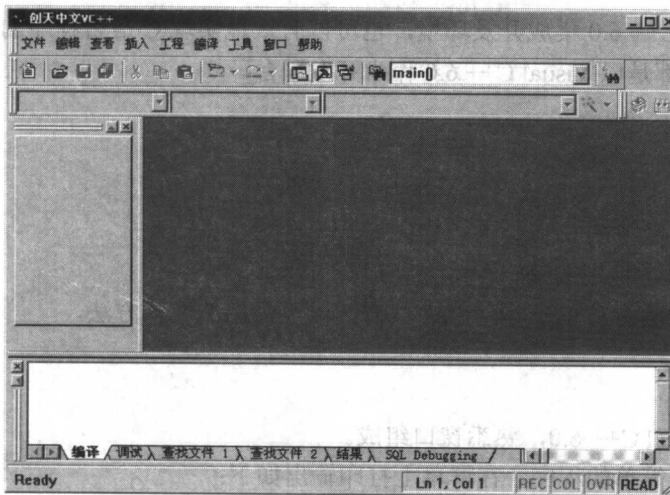 创天中文VC++
文件 编辑 查看 插入 工程 编译 工具 窗口 帮助
main()
编译 调试 查找文件 1 查找文件 2 结果 SQL Debugging
Ready Ln 1, Col 1 REC COL OVR READ